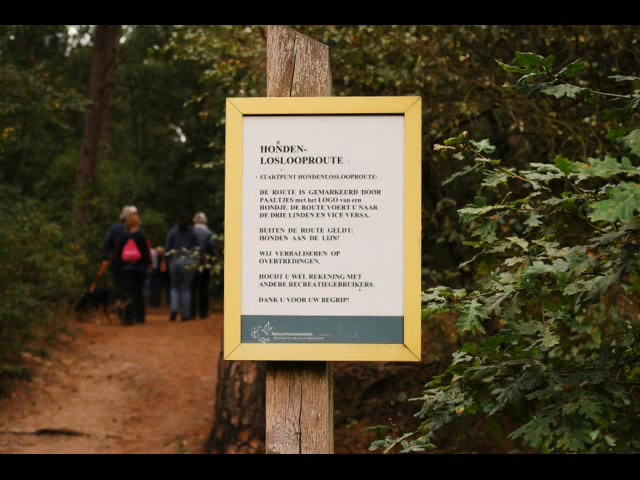 HONDEN-
LOSLOOPROUTE
STARTPUNT HONDENLOSLOOPROUTE
DE ROUTE IS GEMARKEERD DOOR
PAALTJES met het LOGO van een
HONDJE. DE ROUTE VOERT U NAAR
DE DRIE LINDEN EN VICE VERSA.
BUITEN DE ROUTE GELDT:
HONDEN AAN DE LIJN!
WIJ VERBALISEREN OP
OVERTREDINGEN.
HOUDT U WEL REKENING MET
ANDERE RECREATIEGEBRUIKERS.
DANK U VOOR UW BEGRIP!